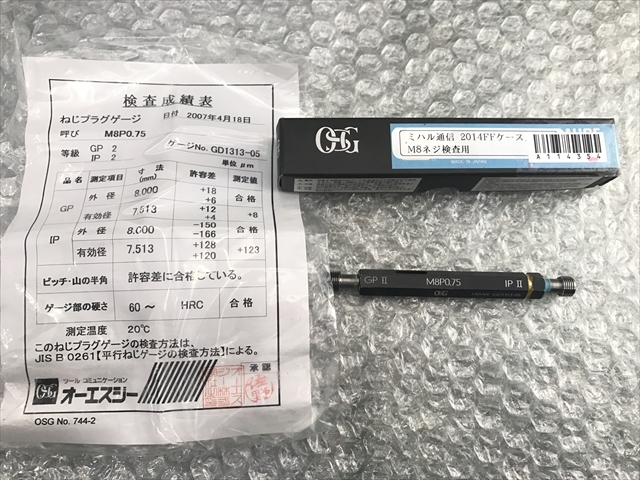 検査成績表
ねじプラグゲージ 日付 2007年4月18日
呼び M8P0.75
等級 GP 2
IP 2
ゲージNo. GD1313-05
単位 μm
品名 測定項目 寸法(mm) 許容差
GP 外径 8.000 +18 +6 合格
有効径 7.513 +12 +4 +8
IP 外径 8.000 -150 -166 合格
有効径 7.513 +128 +120 +123
ピッチ・山の半角 許容差に合格している。
ゲージ部の硬さ 60~ HRC 合格
測定温度 20℃
このねじプラグゲージの検査方法は、
JIS B 0261【平行ねじゲージの検査方法】による。
承認
ツール コミュニケーション
OSG オーエスジー
OSG No. 744-2
OSG
ミハル通信 2014FFケース
M8ネジ検査用
A114354
MADE IN JAPAN
GP II M8P0.75 IP II
OSG